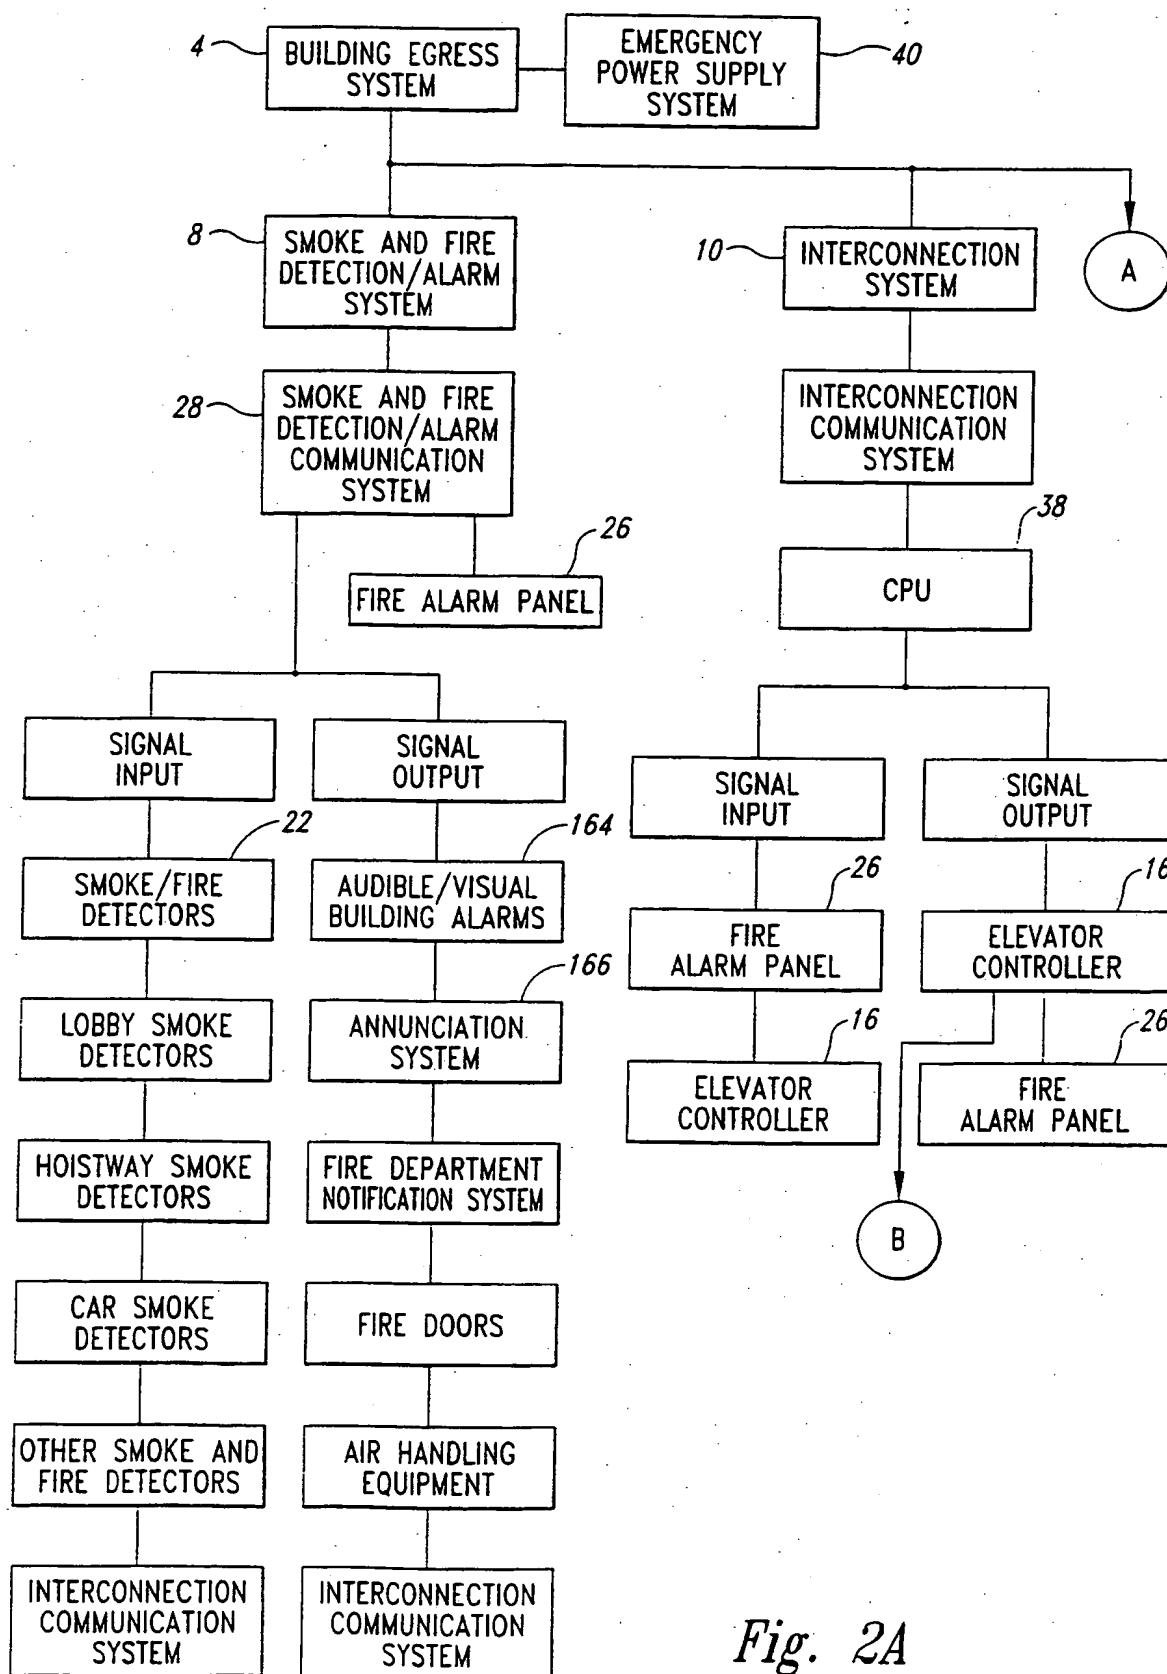 4
BUILDING EGRESS
SYSTEM
EMERGENCY
POWER SUPPLY
SYSTEM
40
8
SMOKE AND FIRE
DETECTION/ALARM
SYSTEM
10
INTERCONNECTION
SYSTEM
A
28
SMOKE AND FIRE
DETECTION/ALARM
COMMUNICATION
SYSTEM
INTERCONNECTION
COMMUNICATION
SYSTEM
26
FIRE ALARM PANEL
38
CPU
SIGNAL
INPUT
SIGNAL
OUTPUT
SIGNAL
INPUT
SIGNAL
OUTPUT
22
SMOKE/FIRE
DETECTORS
164
AUDIBLE/VISUAL
BUILDING ALARMS
26
FIRE
ALARM PANEL
16
ELEVATOR
CONTROLLER
LOBBY SMOKE
DETECTORS
166
ANNUNCIATION
SYSTEM
16
ELEVATOR
CONTROLLER
26
FIRE
ALARM PANEL
HOISTWAY SMOKE
DETECTORS
FIRE DEPARTMENT
NOTIFICATION SYSTEM
B
CAR SMOKE
DETECTORS
FIRE DOORS
OTHER SMOKE AND
FIRE DETECTORS
AIR HANDLING
EQUIPMENT
INTERCONNECTION
COMMUNICATION
SYSTEM
INTERCONNECTION
COMMUNICATION
SYSTEM
Fig. 2A